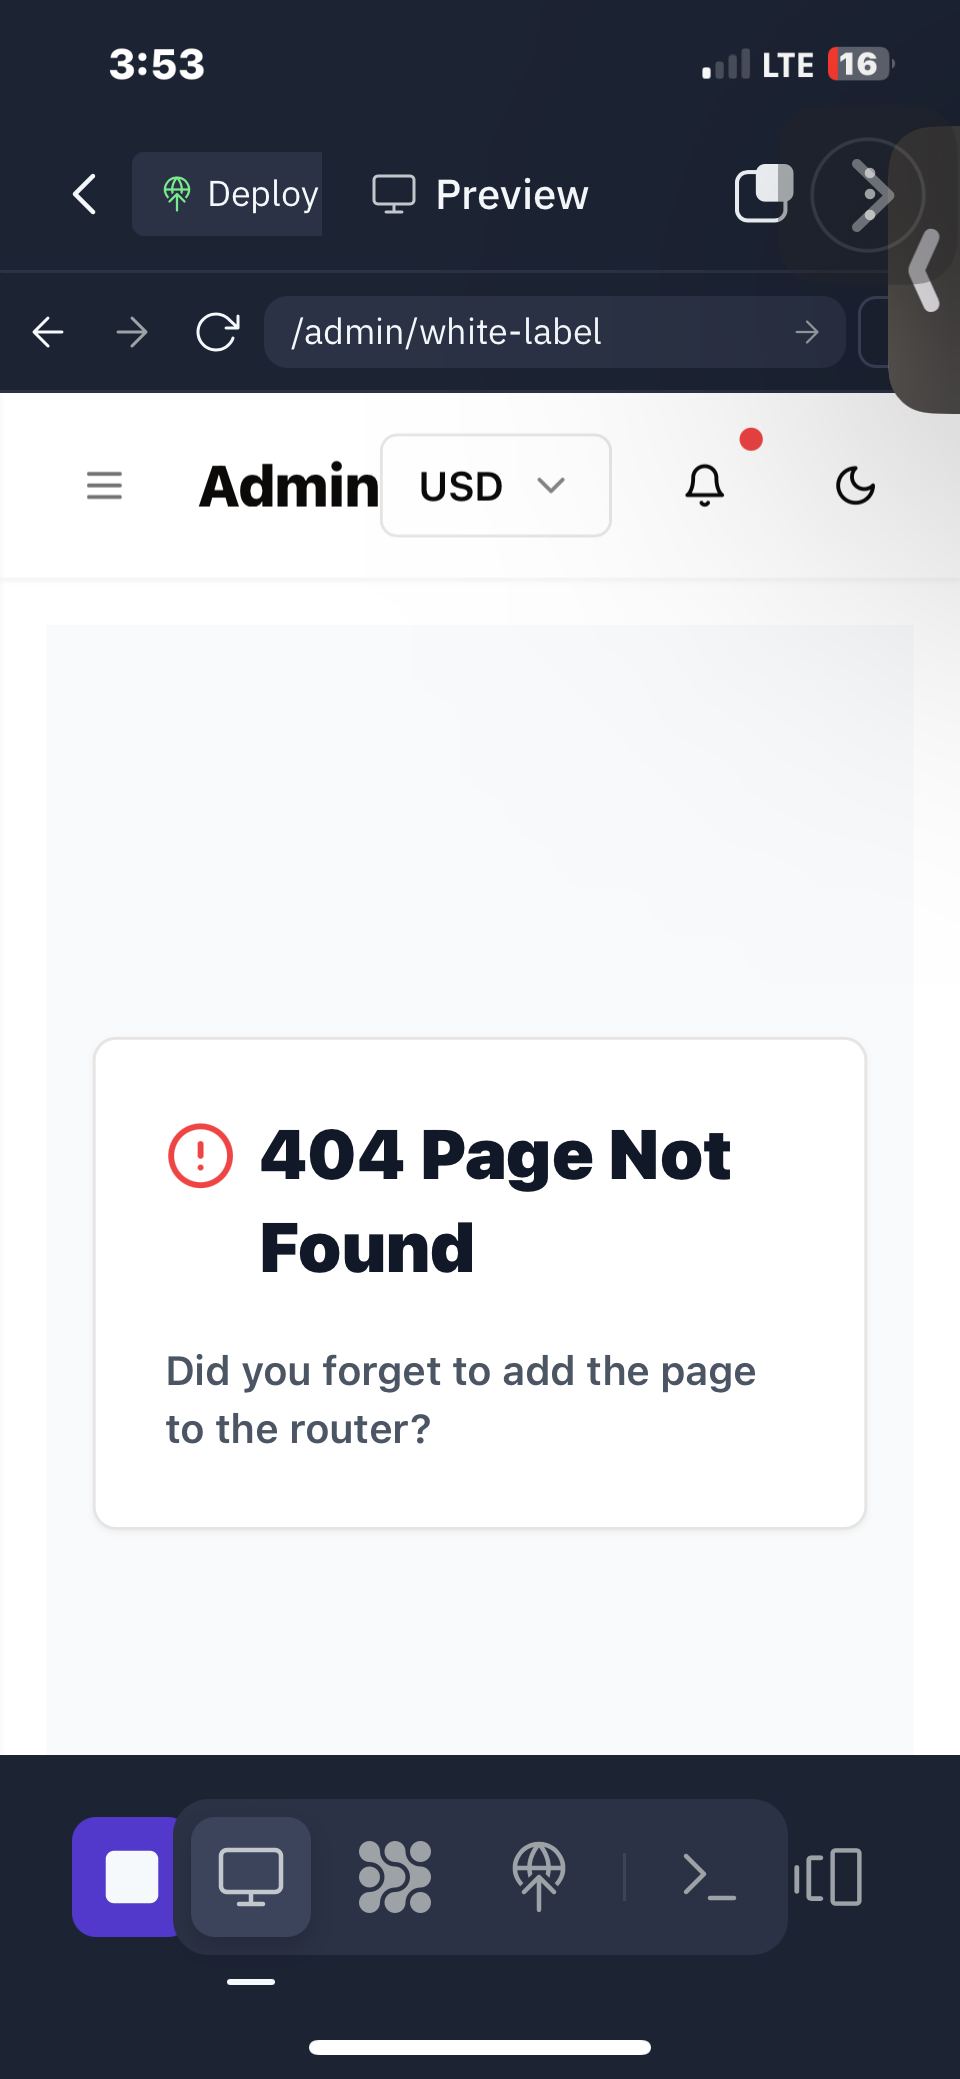 3:53
LTE 16
Deploy
Preview
/admin/white-label
Admin
USD
404 Page Not
Found
Did you forget to add the page
to the router?